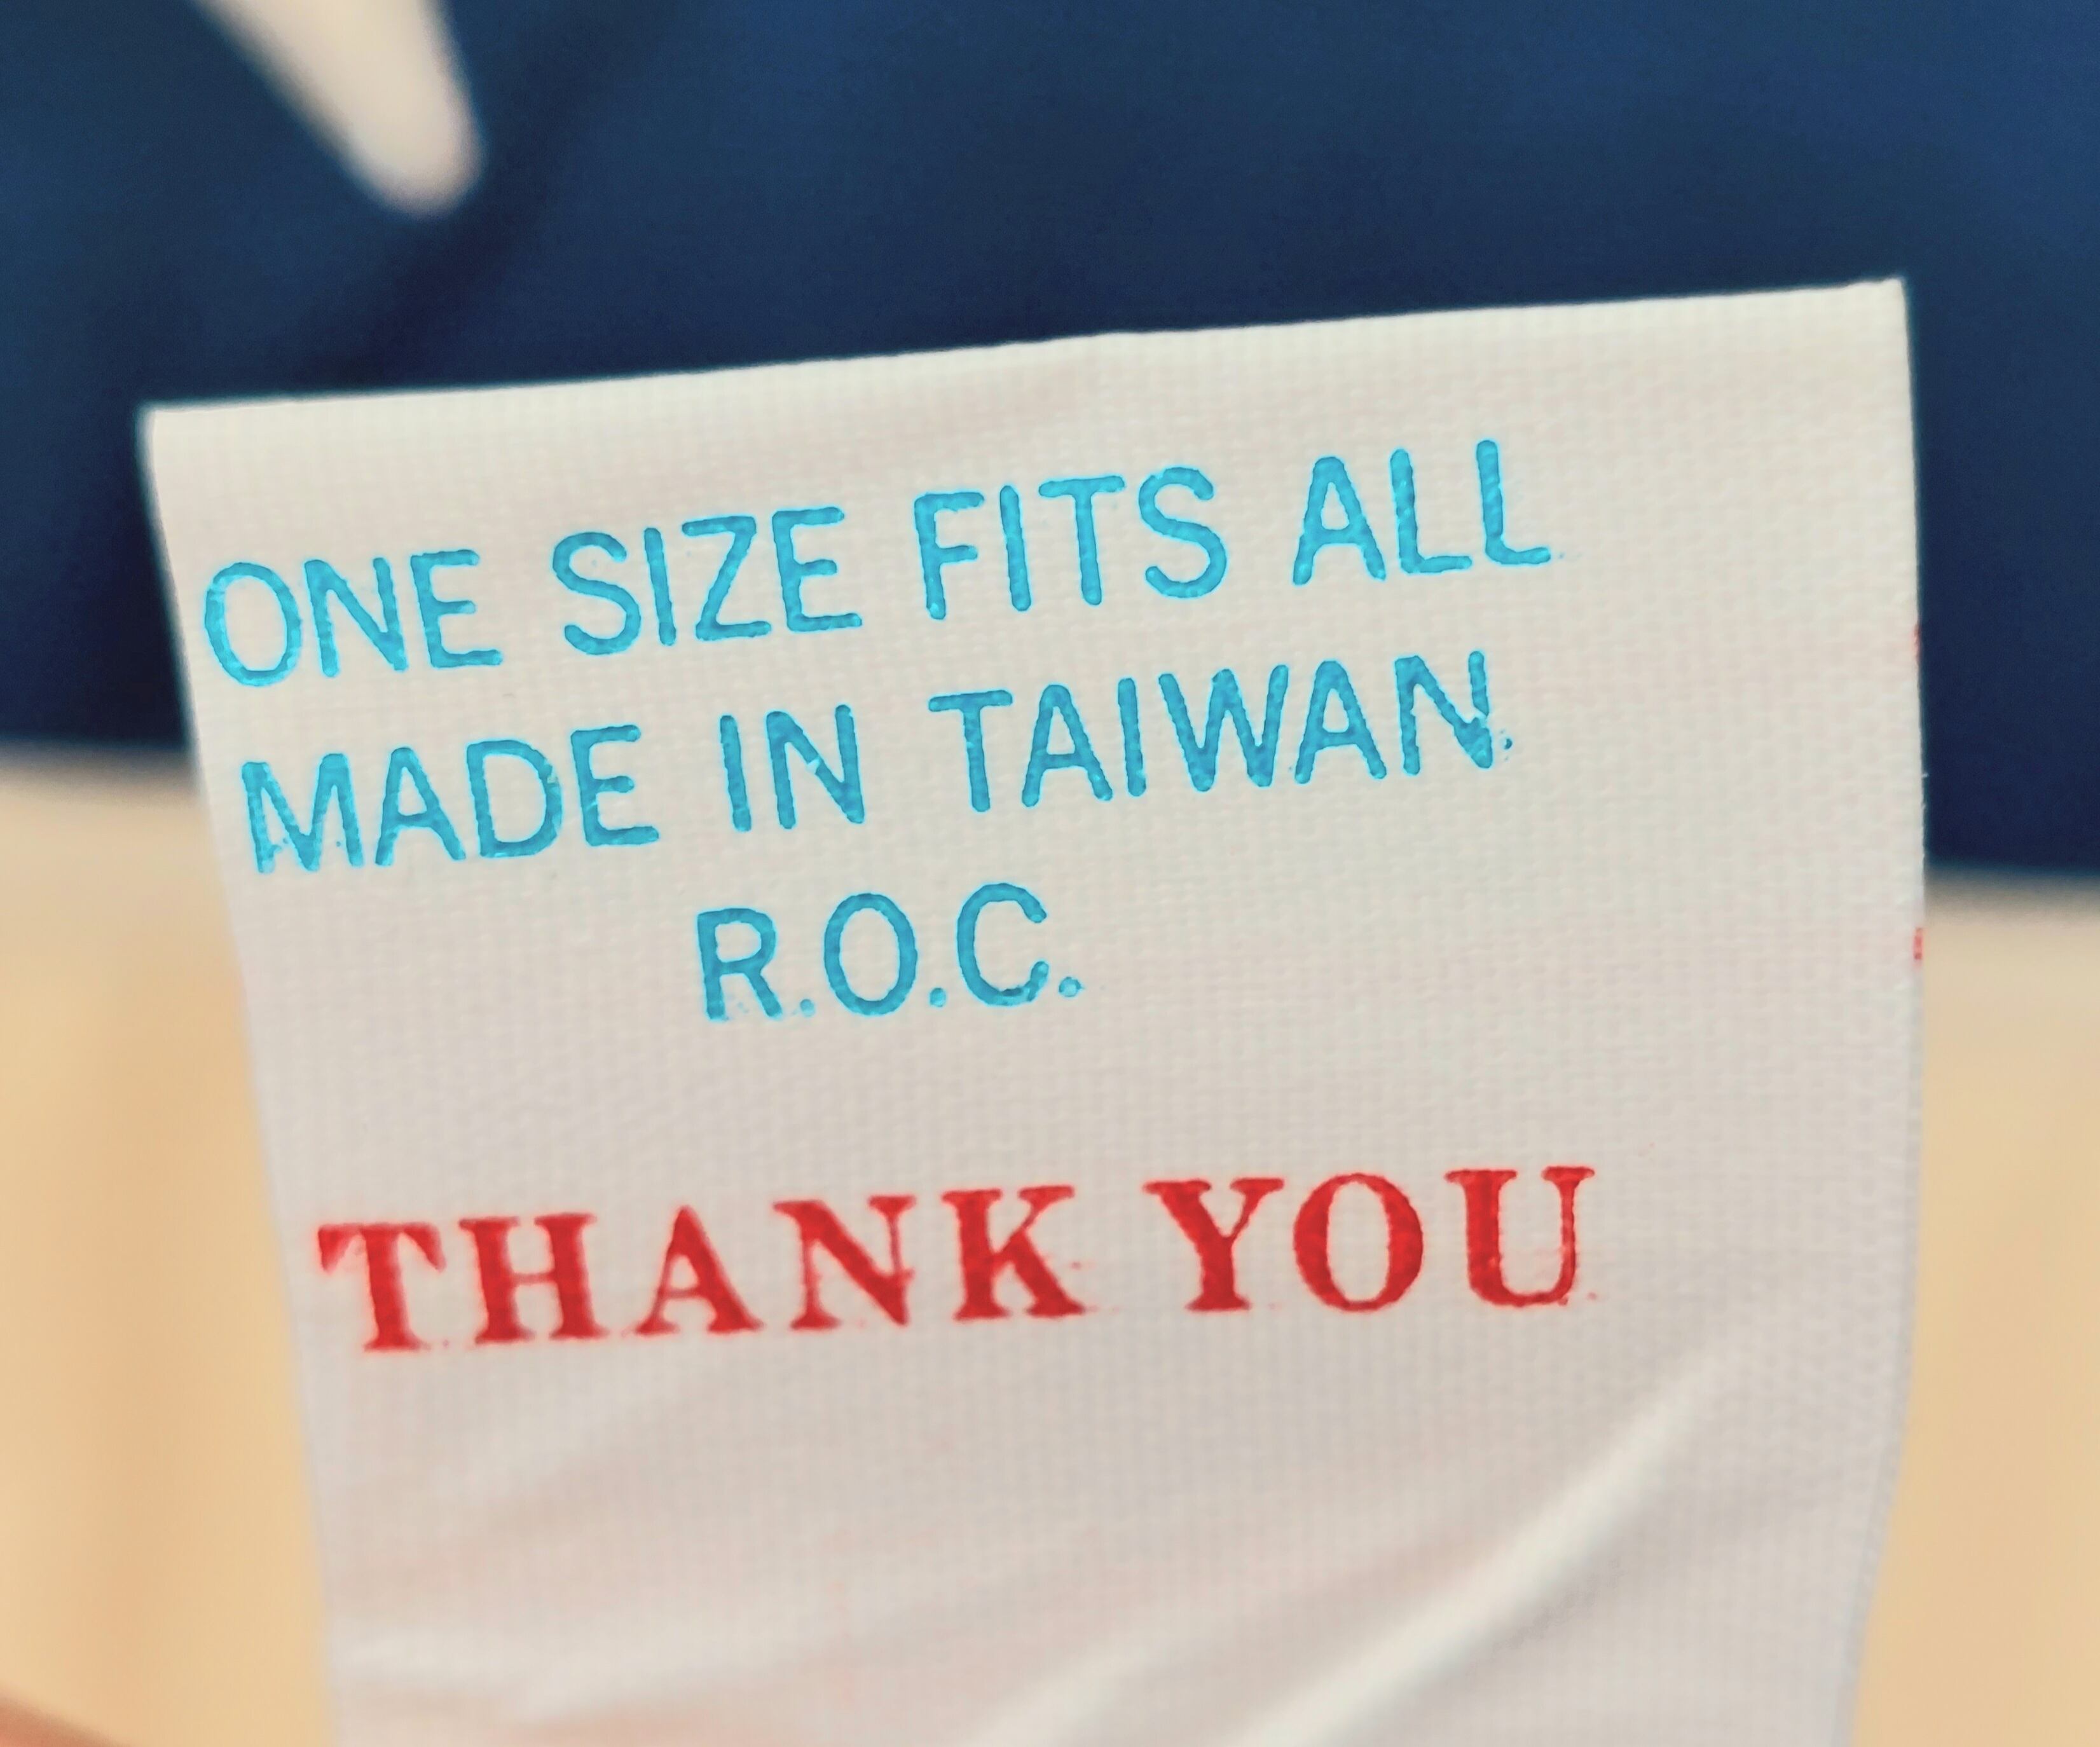 ONE SIZE FITS ALL
MADE IN TAIWAN
R.O.C.
THANK YOU